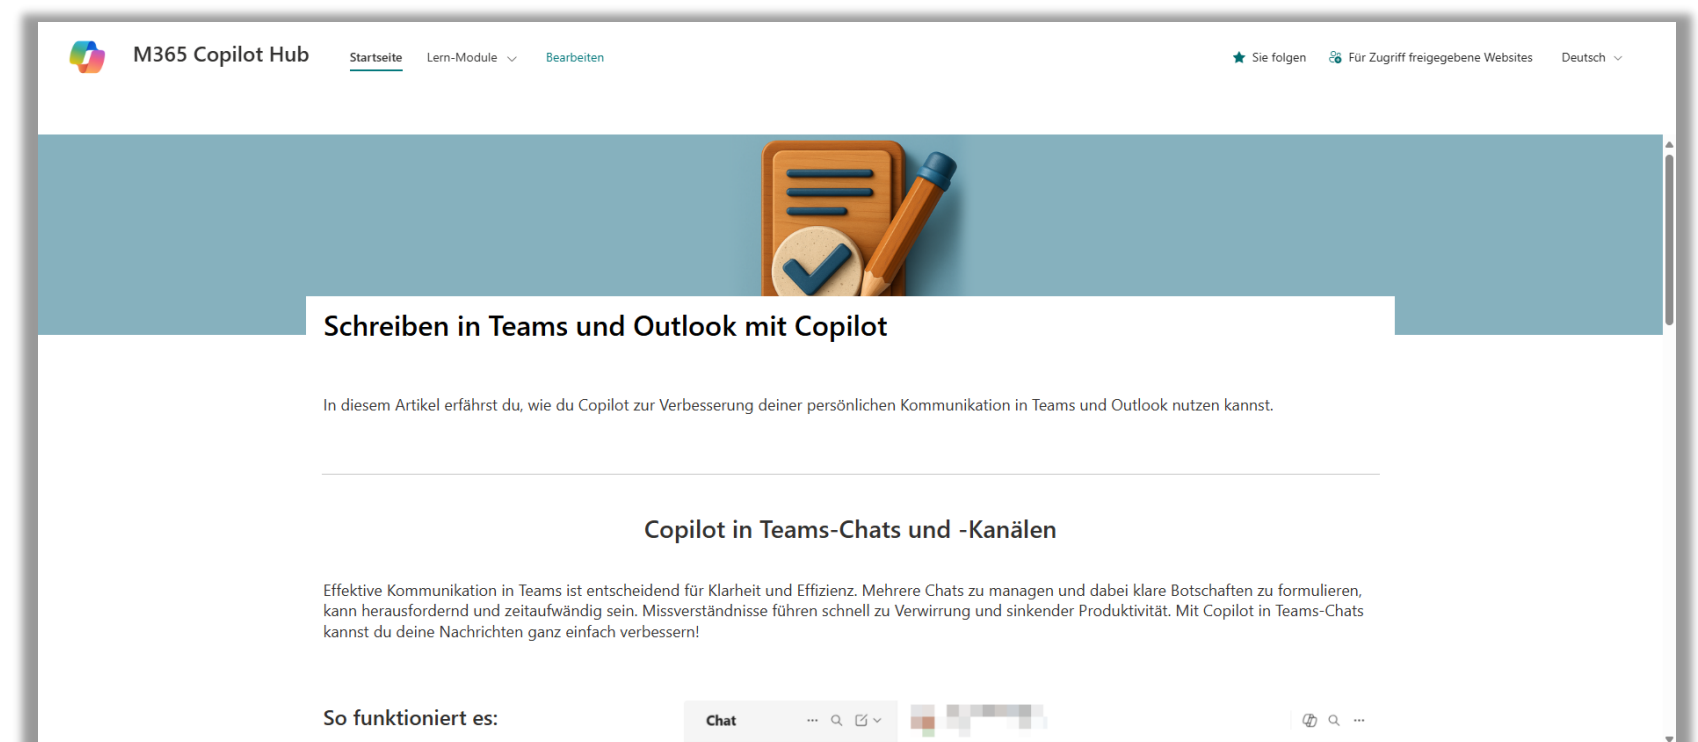 M365 Copilot Hub
Startseite
Lern-Module
Bearbeiten
Sie folgen
Für Zugriff freigegebene Websites
Deutsch
Schreiben in Teams und Outlook mit Copilot
In diesem Artikel erfährst du, wie du Copilot zur Verbesserung deiner persönlichen Kommunikation in Teams und Outlook nutzen kannst.
Copilot in Teams-Chats und -Kanälen
Effektive Kommunikation in Teams ist entscheidend für Klarheit und Effizienz. Mehrere Chats zu managen und dabei klare Botschaften zu formulieren,
kann herausfordernd und zeitaufwändig sein. Missverständnisse führen schnell zu Verwirrung und sinkender Produktivität. Mit Copilot in Teams-Chats
kannst du deine Nachrichten ganz einfach verbessern!
So funktioniert es:
Chat